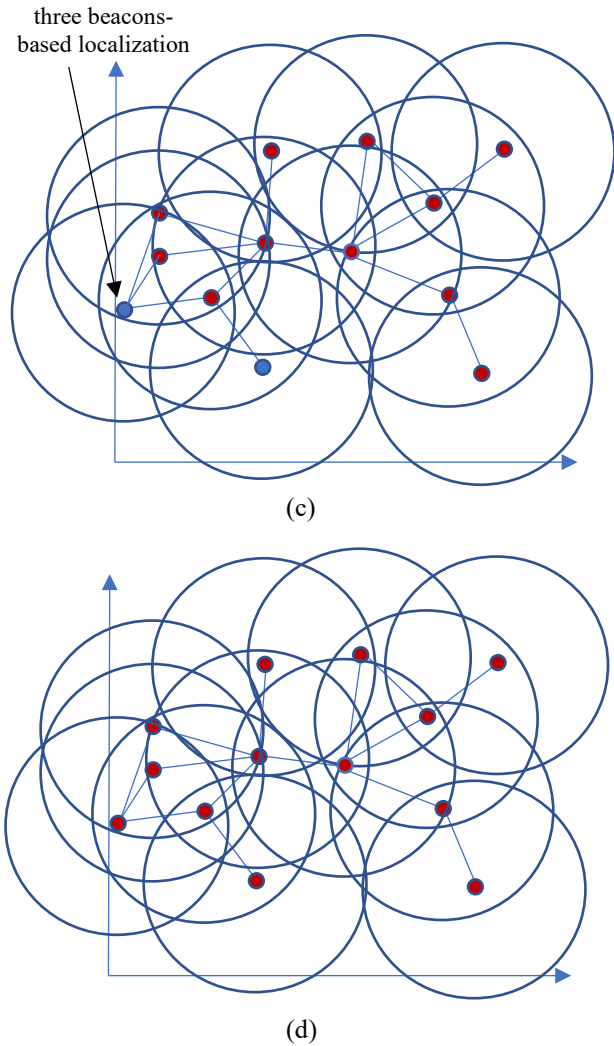 three beacons-
based localization
(c)
(d)